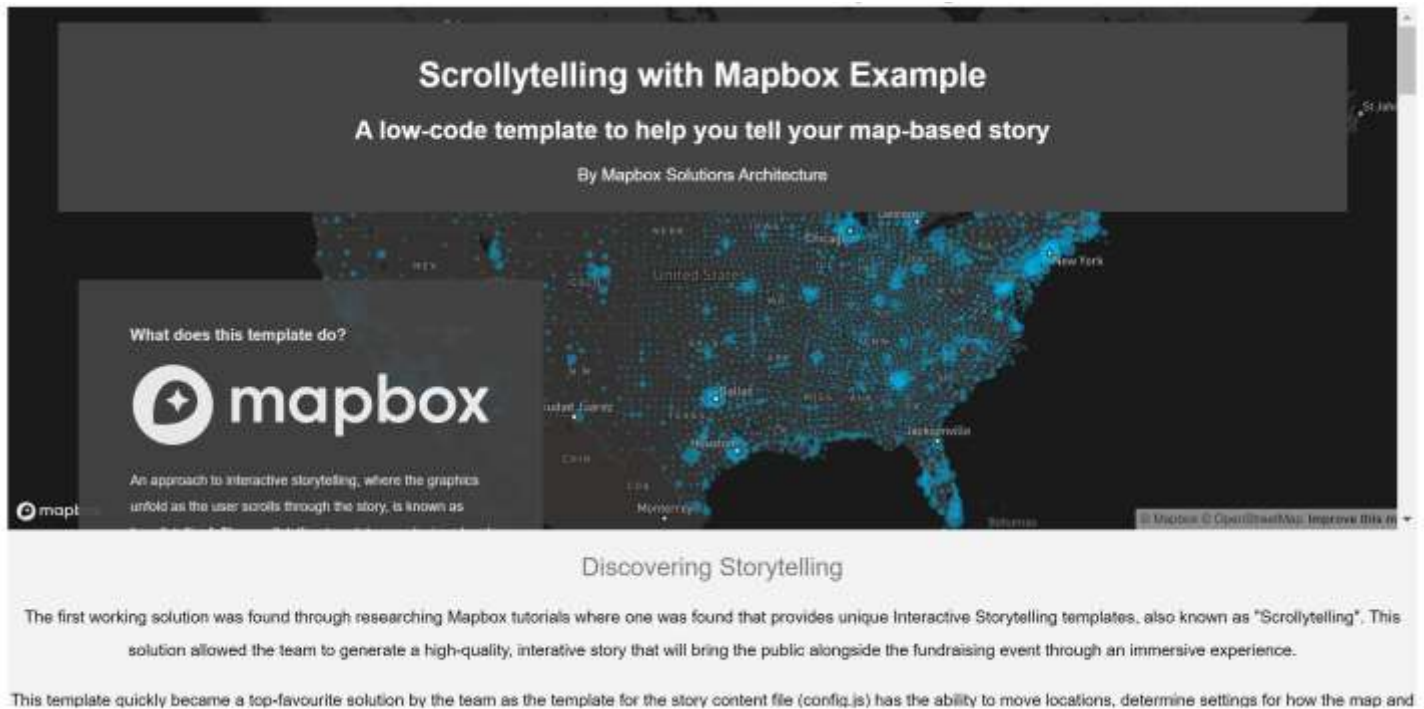 Scrollytelling with Mapbox Example
A low-code template to help you tell your map-based story
By Mapbox Solutions Architecture
St
Chicago
New York
United States
What does this template do?
mapbox
Dallas
Ciudad Juarez
Houston
Jacksonville
An approach to interactive storytelling, where the graphics
unfold as the user scrolls through the story, is known as
Monterrey
Bahamas
© Mapbox © OpenStreetMap Improve this m
Discovering Storytelling
The first working solution was found through researching Mapbox tutorials where one was found that provides unique Interactive Storytelling templates, also known as "Scrollytelling". This
solution allowed the team to generate a high-quality, interative story that will bring the public alongside the fundraising event through an immersive experience.
This template quickly became a top-favourite solution by the team as the template for the story content file (config.js) has the ability to move locations, determine settings for how the map and